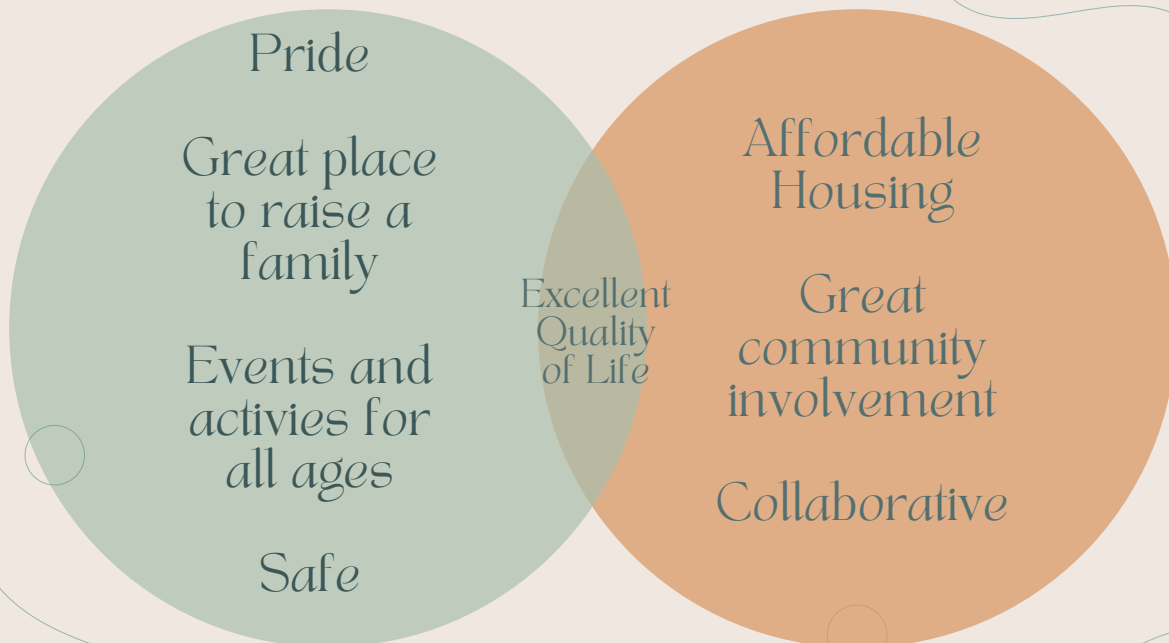 Pride
Great place
to raise a
family
Events and
activies for
all ages
Safe
Excellent
Quality
of Life
Affordable
Housing
Great
community
involvement
Collaborative